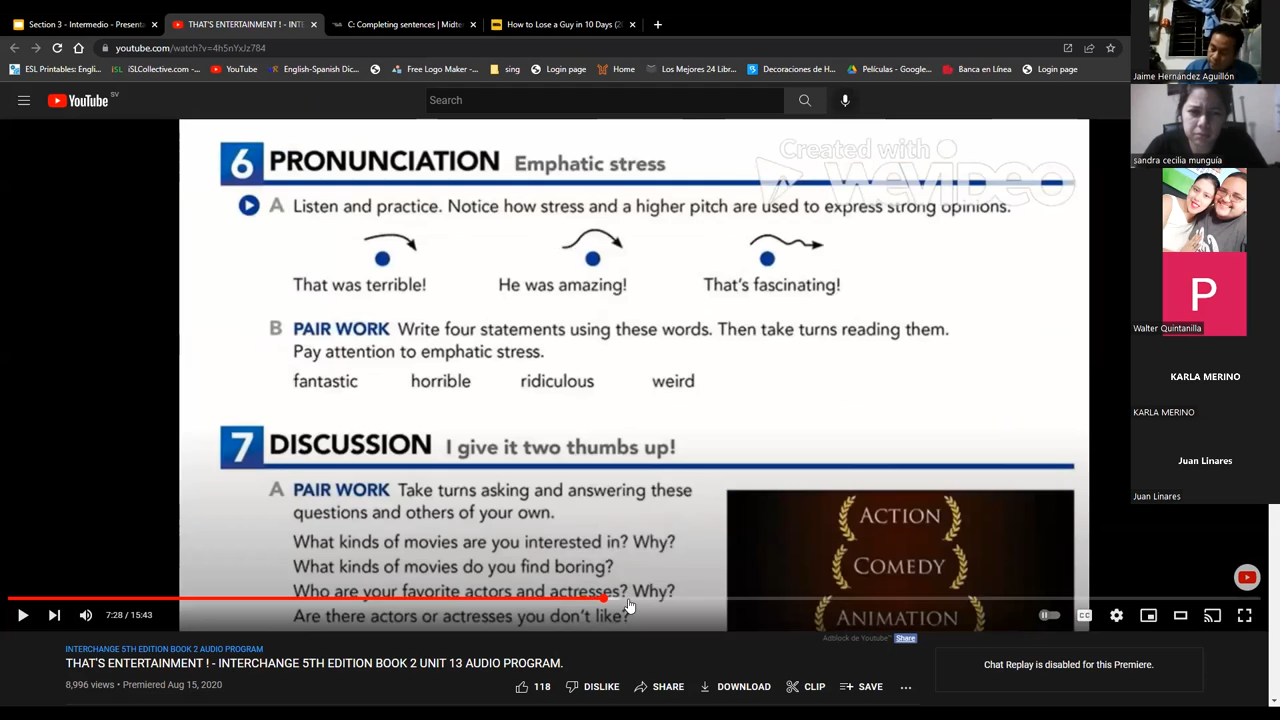 Section 3 - Intermedio - Presenta
THAT'S ENTERTAINMENT ! - INTE
C: Completing sentences | Midte
How to Lose a Guy in 10 Days (2
youtube.com/watch?v=4h5nYxJz784
ESL Printables: Engli...
iSLCollective.com -...
YouTube
English-Spanish Dic...
Free Logo Maker -...
sing
Login page
Home
Los Mejores 24 Libr...
Decoraciones de H...
Películas - Google...
Banca en Línea
Login page
YouTube SV
Search
Created with
WEVIDEO
6 PRONUNCIATION Emphatic stress
A Listen and practice. Notice how stress and a higher pitch are used to express strong opinions.
That was terrible! He was amazing! That's fascinating!
B PAIR WORK Write four statements using these words. Then take turns reading them.
Pay attention to emphatic stress.
fantastic horrible ridiculous weird
7 DISCUSSION I give it two thumbs up!
A PAIR WORK Take turns asking and answering these
questions and others of your own.
What kinds of movies are you interested in? Why?
What kinds of movies do you find boring?
Who are your favorite actors and actresses? Why?
Are there actors or actresses you don't like?
ACTION
COMEDY
ANIMATION
7:28 / 15:43
CC
Adblock de Youtube™ Share
INTERCHANGE 5TH EDITION BOOK 2 AUDIO PROGRAM
THAT'S ENTERTAINMENT ! - INTERCHANGE 5TH EDITION BOOK 2 UNIT 13 AUDIO PROGRAM.
8,996 views • Premiered Aug 15, 2020
118 DISLIKE SHARE DOWNLOAD CLIP SAVE
Chat Replay is disabled for this Premiere.
Jaime Hernández Aguillón
sandra cecilia munguía
P
Walter Quintanilla
KARLA MERINO
KARLA MERINO
Juan Linares
Juan Linares